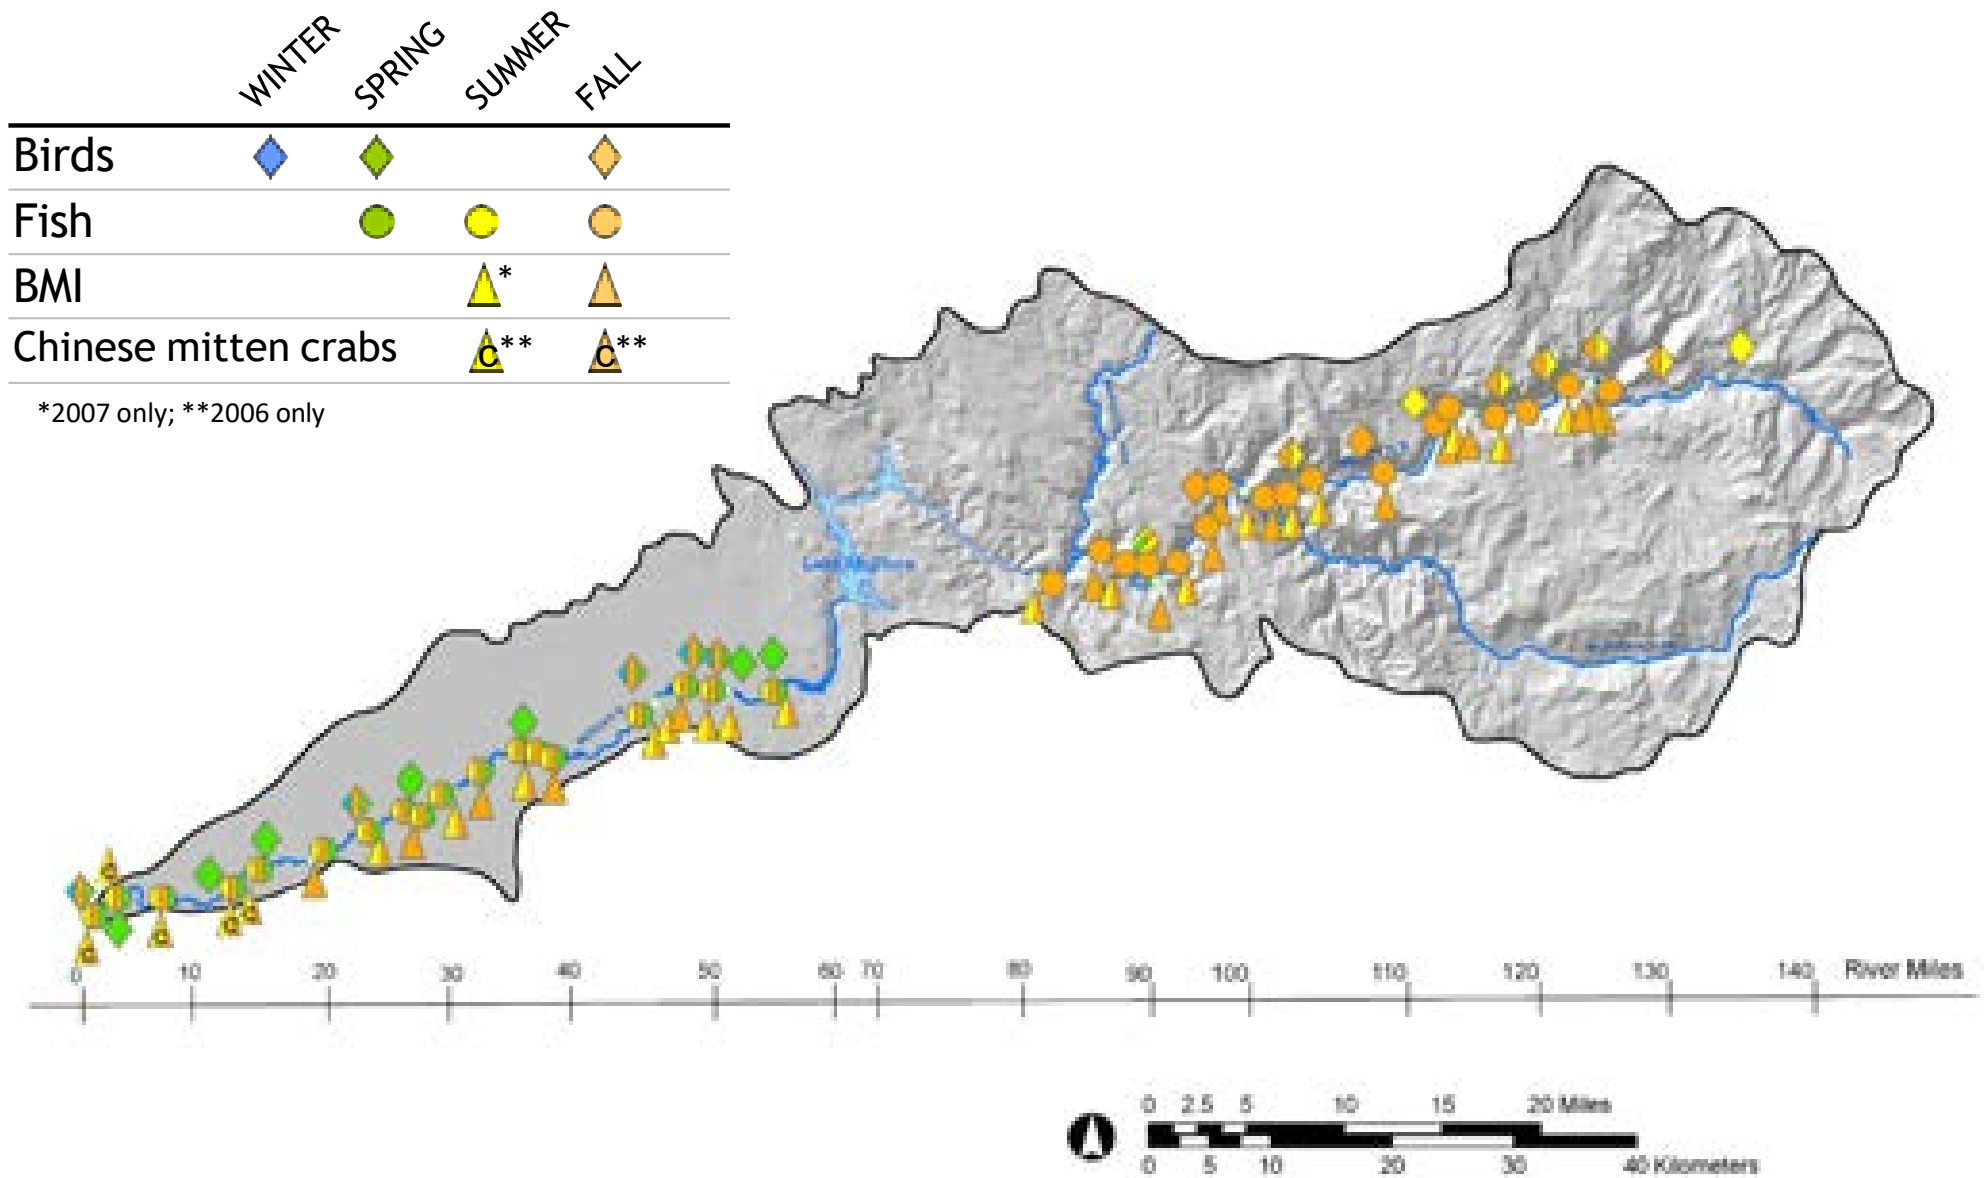 WINTER SPRING SUMMER FALL
Birds
Fish
BMI *
Chinese mitten crabs C** C**
*2007 only; **2006 only
C
C
C
C
C
0 10 20 30 40 50 60 70 80 90 100 110 120 130 140 River Miles
0 2.5 5 10 15 20 Miles
0 5 10 20 30 40 Kilometers